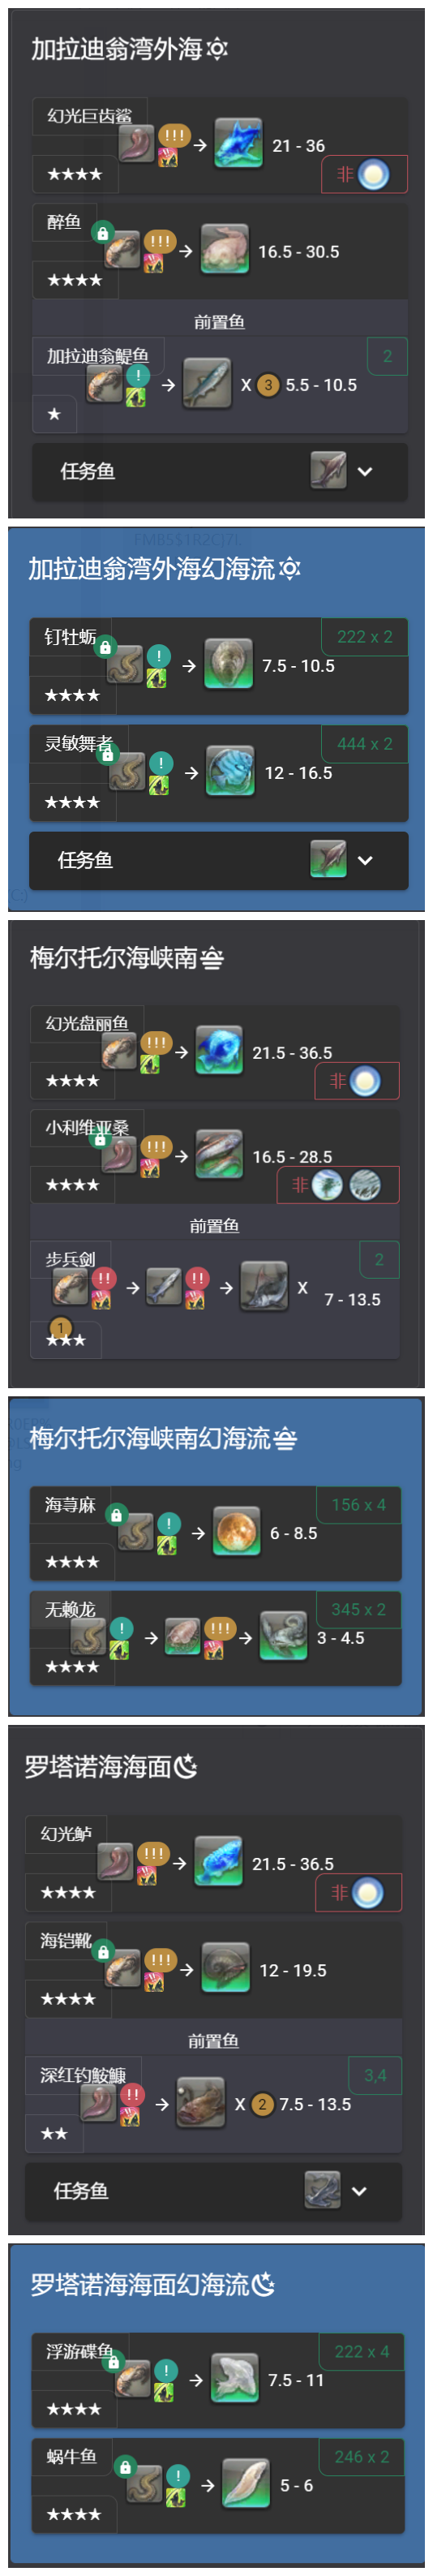 加拉迪翁湾外海
幻光巨齿鲨
!!!
21 - 36
★★★★
非
醉鱼
!!!
16.5 - 30.5
★★★★
前置鱼
加拉迪翁鳀鱼
2
!
X 3 5.5 - 10.5
★
任务鱼
加拉迪翁湾外海幻海流
钉牡蛎
222 x 2
!
7.5 - 10.5
★★★★
灵敏舞者
444 x 2
!
12 - 16.5
★★★★
任务鱼
梅尔托尔海峡南
幻光盘丽鱼
!!!
21.5 - 36.5
★★★★
非
小利维亚桑
!!!
16.5 - 28.5
★★★★
非
前置鱼
步兵剑
2
!!
!!
X
7 - 13.5
1
★★★
梅尔托尔海峡南幻海流
海荨麻
156 x 4
!
6 - 8.5
★★★★
无赖龙
345 x 2
!
!!!
3 - 4.5
★★★★
罗塔诺海海面
幻光鲈
!!!
21.5 - 36.5
★★★★
非
海铠靴
!!!
12 - 19.5
★★★★
前置鱼
深红钓鮟鱇
3,4
!!
X 2 7.5 - 13.5
★★
任务鱼
罗塔诺海海面幻海流
浮游碟鱼
222 x 4
!
7.5 - 11
★★★★
蜗牛鱼
246 x 2
!
5 - 6
★★★★